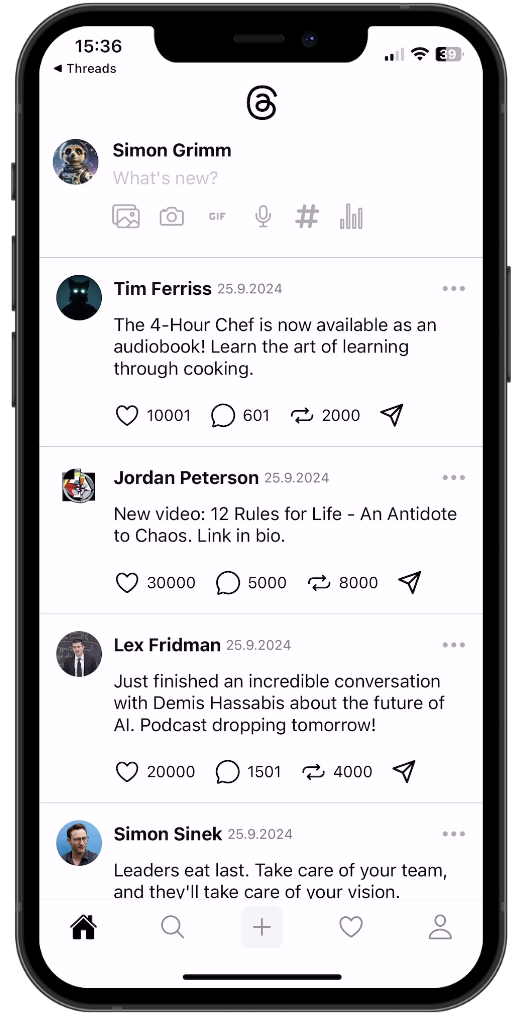 15:36
39
◀ Threads
Simon Grimm
What's new?
GIF
Tim Ferriss 25.9.2024
The 4-Hour Chef is now available as an
audiobook! Learn the art of learning
through cooking.
10001 601 2000
Jordan Peterson 25.9.2024
New video: 12 Rules for Life - An Antidote
to Chaos. Link in bio.
30000 5000 8000
Lex Fridman 25.9.2024
Just finished an incredible conversation
with Demis Hassabis about the future of
AI. Podcast dropping tomorrow!
20000 1501 4000
Simon Sinek 25.9.2024
Leaders eat last. Take care of your team,
and they'll take care of your vision.